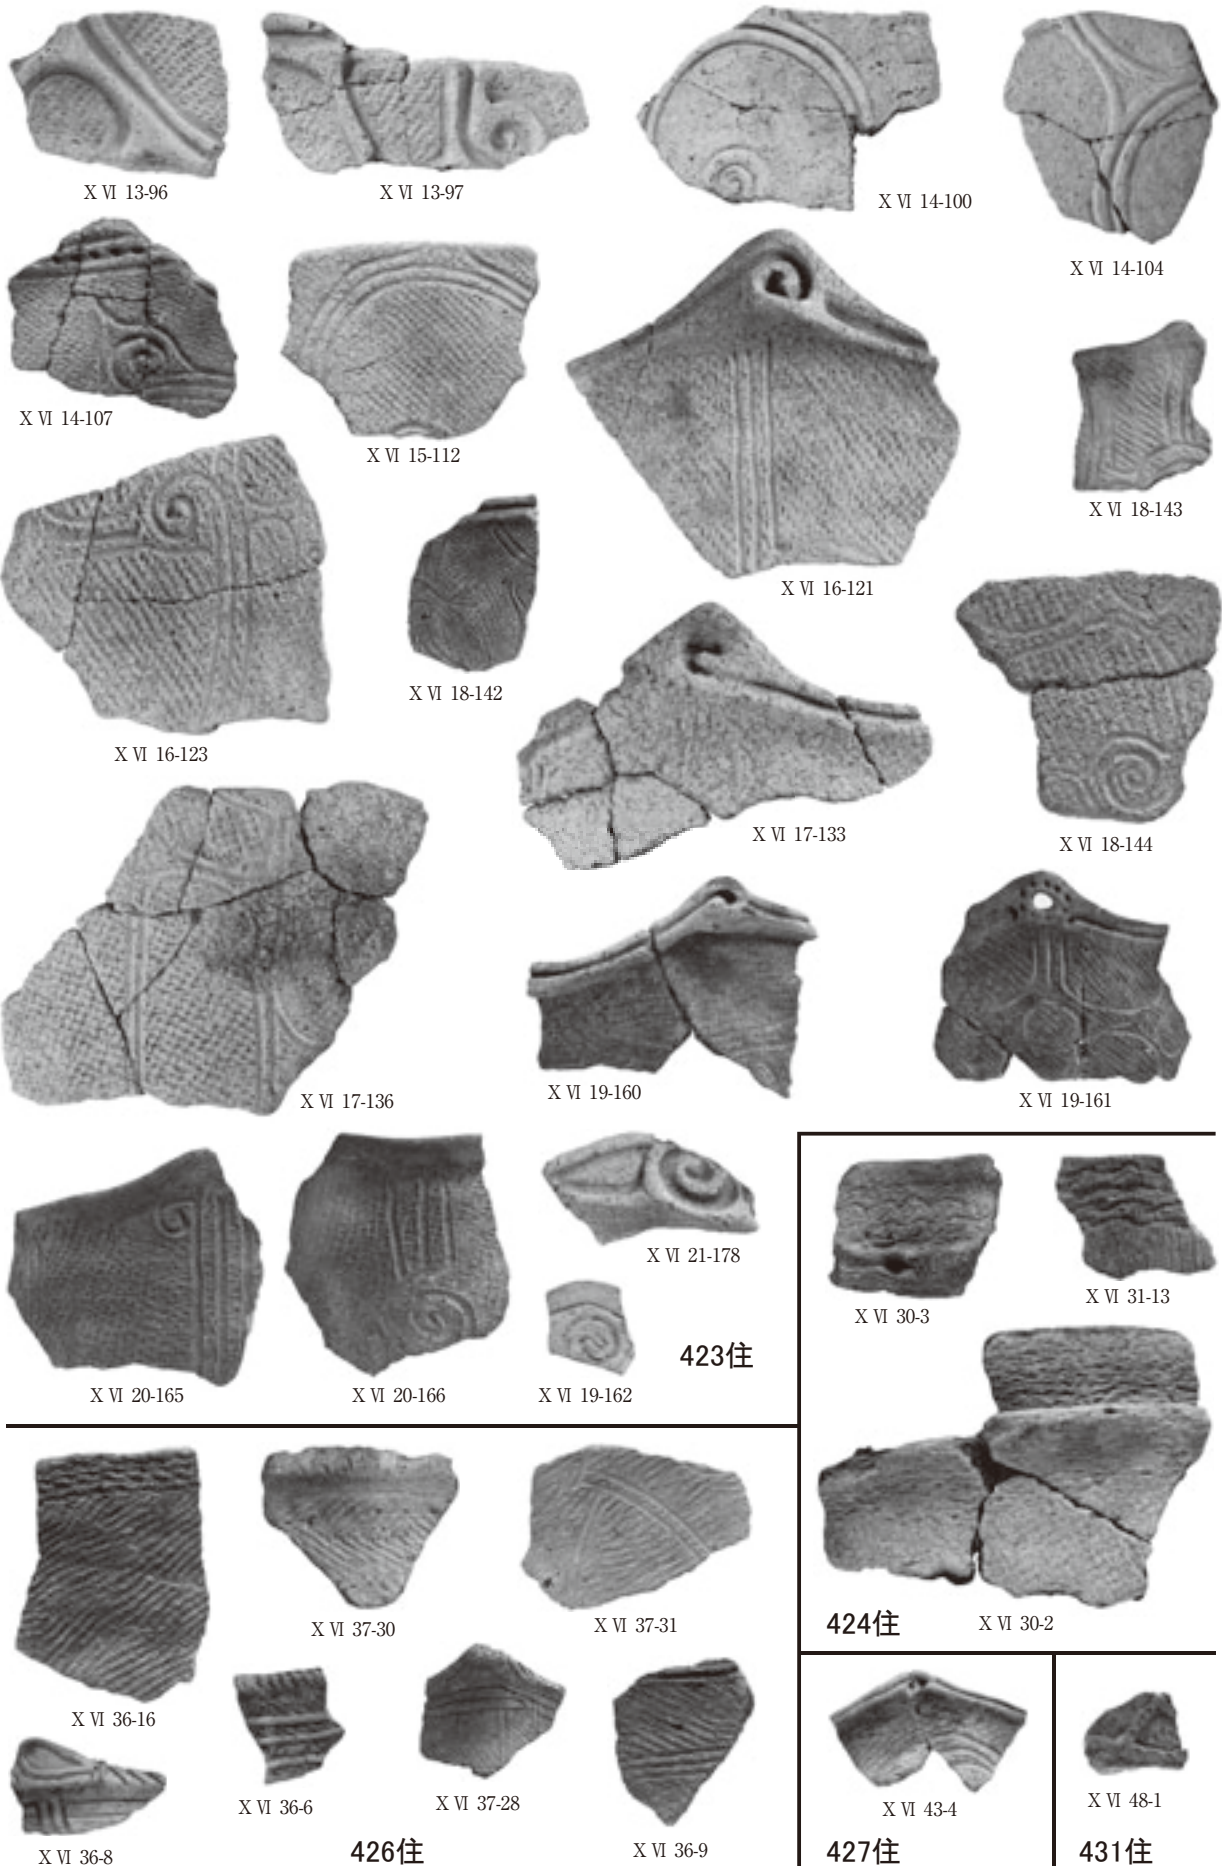 X Ⅵ 13-96
X Ⅵ 13-97
X Ⅵ 14-100
X Ⅵ 14-104
X Ⅵ 14-107
X Ⅵ 15-112
X Ⅵ 16-121
X Ⅵ 18-143
X Ⅵ 16-123
X Ⅵ 18-142
X Ⅵ 17-133
X Ⅵ 18-144
X Ⅵ 17-136
X Ⅵ 19-160
X Ⅵ 19-161
X Ⅵ 20-165
X Ⅵ 20-166
X Ⅵ 21-178
X Ⅵ 19-162
423住
X Ⅵ 30-3
X Ⅵ 31-13
424住
X Ⅵ 30-2
X Ⅵ 36-16
X Ⅵ 37-30
X Ⅵ 37-31
X Ⅵ 36-8
X Ⅵ 36-6
X Ⅵ 37-28
X Ⅵ 36-9
426住
X Ⅵ 43-4
427住
X Ⅵ 48-1
431住